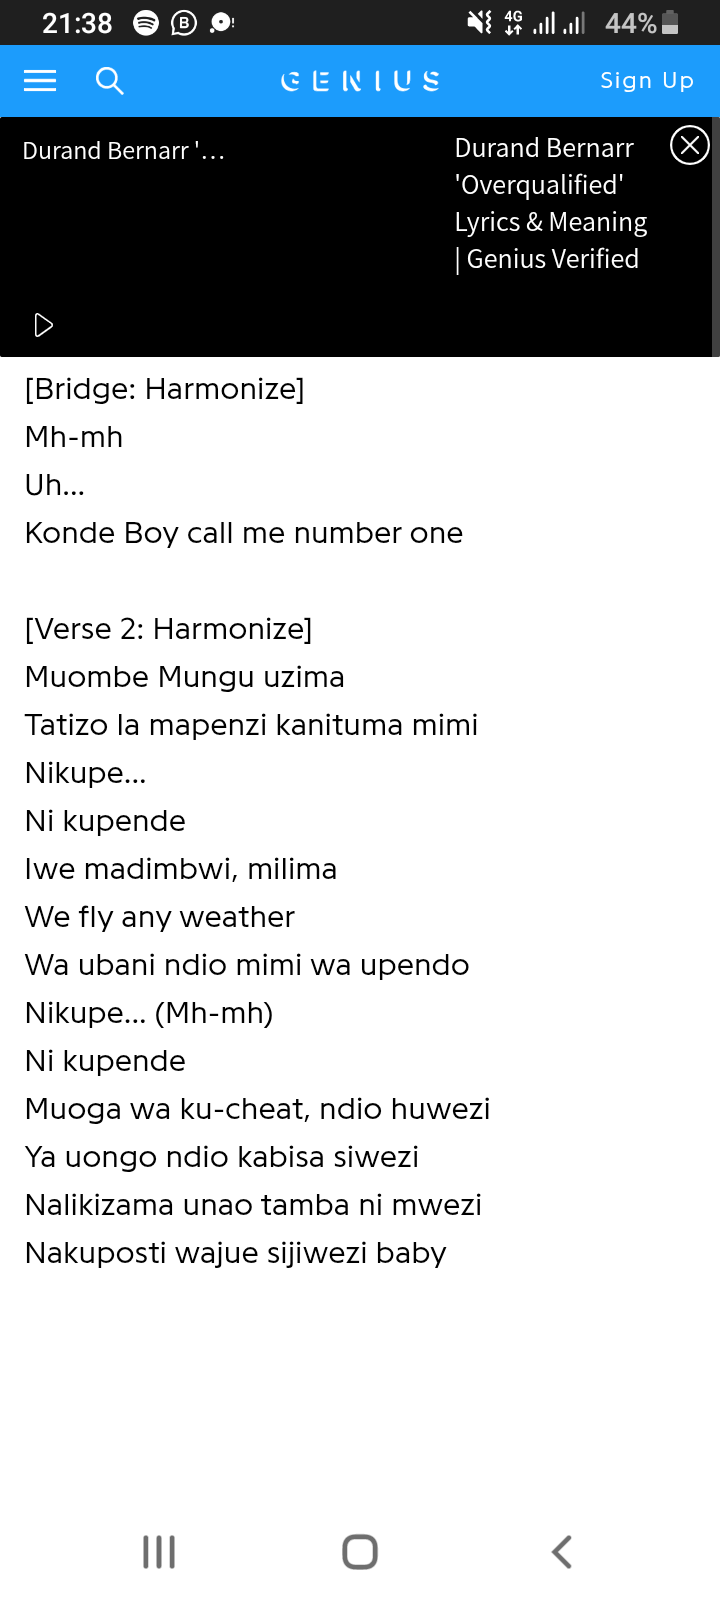 21:38 B ! 4G 44%
GENIUS Sign Up
Durand Bernarr '...
Durand Bernarr
'Overqualified'
Lyrics & Meaning
| Genius Verified
[Bridge: Harmonize]
Mh-mh
Uh...
Konde Boy call me number one
[Verse 2: Harmonize]
Muombe Mungu uzima
Tatizo la mapenzi kanituma mimi
Nikupe...
Ni kupende
Iwe madimbwi, milima
We fly any weather
Wa ubani ndio mimi wa upendo
Nikupe... (Mh-mh)
Ni kupende
Muoga wa ku-cheat, ndio huwezi
Ya uongo ndio kabisa siwezi
Nalikizama unao tamba ni mwezi
Nakuposti wajue sijiwezi baby